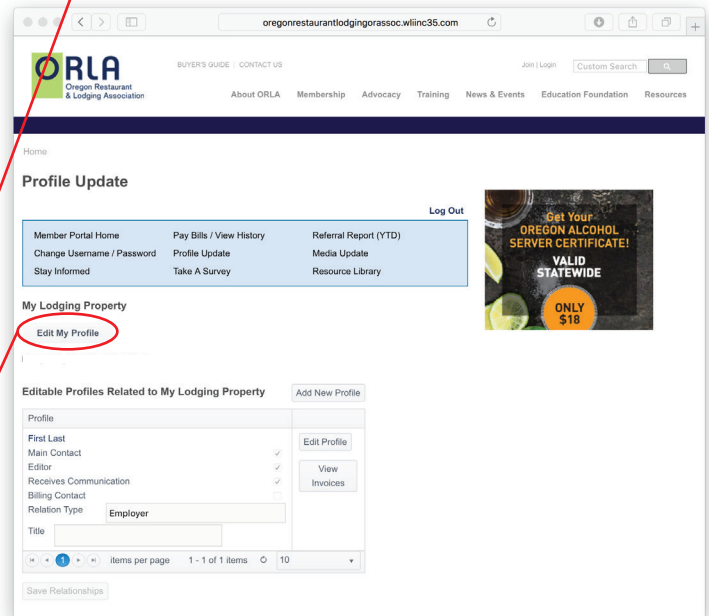 oregonrestaurantlodgingorassoc.wliinc35.com
ORLA
Oregon Restaurant
& Lodging Association
BUYER'S GUIDE | CONTACT US
Join | Login
Custom Search
About ORLA Membership Advocacy Training News & Events Education Foundation Resources
Home
Profile Update
Log Out
Member Portal Home Pay Bills / View History Referral Report (YTD)
Change Username / Password Profile Update Media Update
Stay Informed Take A Survey Resource Library
Get Your
OREGON ALCOHOL
SERVER CERTIFICATE!
VALID
STATEWIDE
ONLY
$18
My Lodging Property
Edit My Profile
Editable Profiles Related to My Lodging Property
Add New Profile
Profile
First Last
Main Contact
Editor
Receives Communication
Billing Contact
Relation Type Employer
Title
Edit Profile
View
Invoices
1 items per page 1 - 1 of 1 items 10
Save Relationships